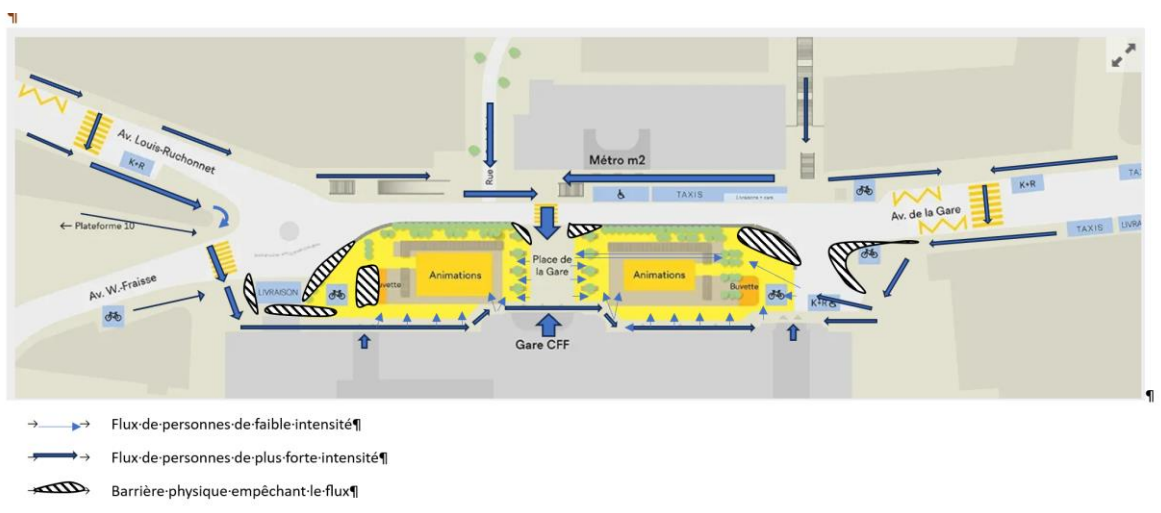 ¶
Av. Louis-Ruchonnet
K+R
← Plateforme 10
Av. W.-Fraisse
LIVRAISON
Rue
Métro m2
TAXIS
Av. de la Gare
K+R
TA
TAXIS
LIVRA
Place de
la Gare
Animations
Animations
Buvette
K+R
Gare CFF
¶
Flux·de·personnes·de·faible·intensité¶
Flux·de·personnes·de·plus·forte·intensité¶
Barrière·physique·empêchant·le·flux¶